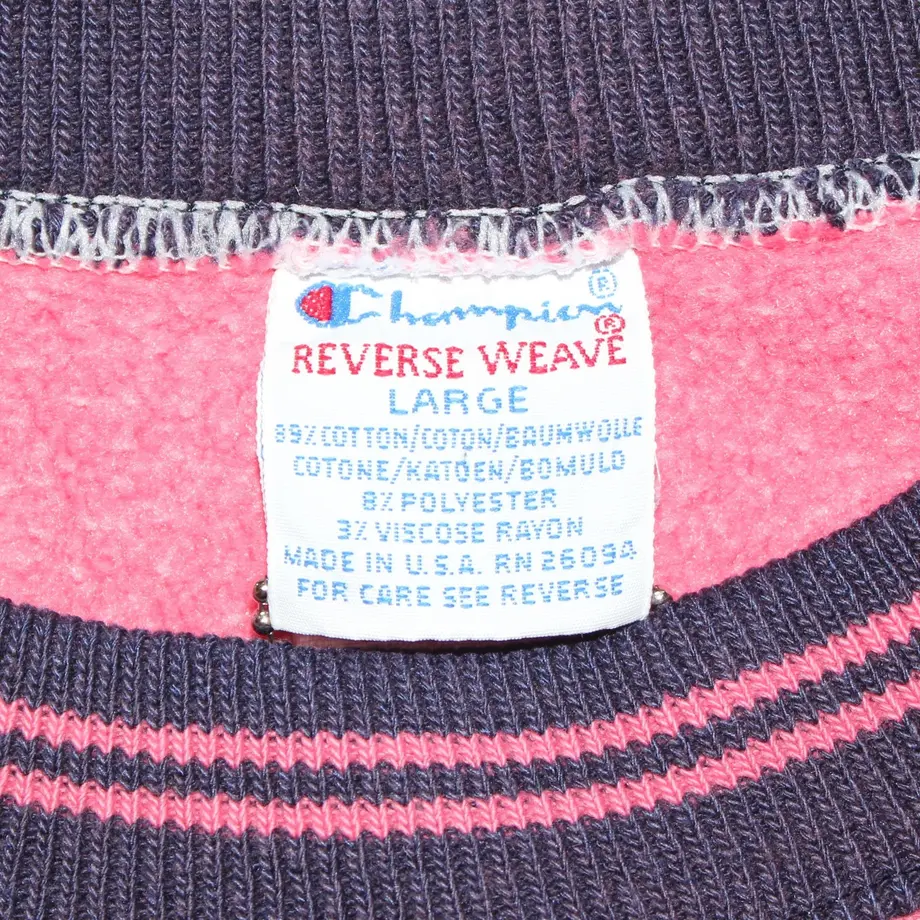 Champion ®
REVERSE WEAVE ®
LARGE
89% COTTON/COTON/BAUMWOLLE
COTONE/KATOEN/BOMULD
8% POLYESTER
3% VISCOSE RAYON
MADE IN U.S.A. RN 26094
FOR CARE SEE REVERSE